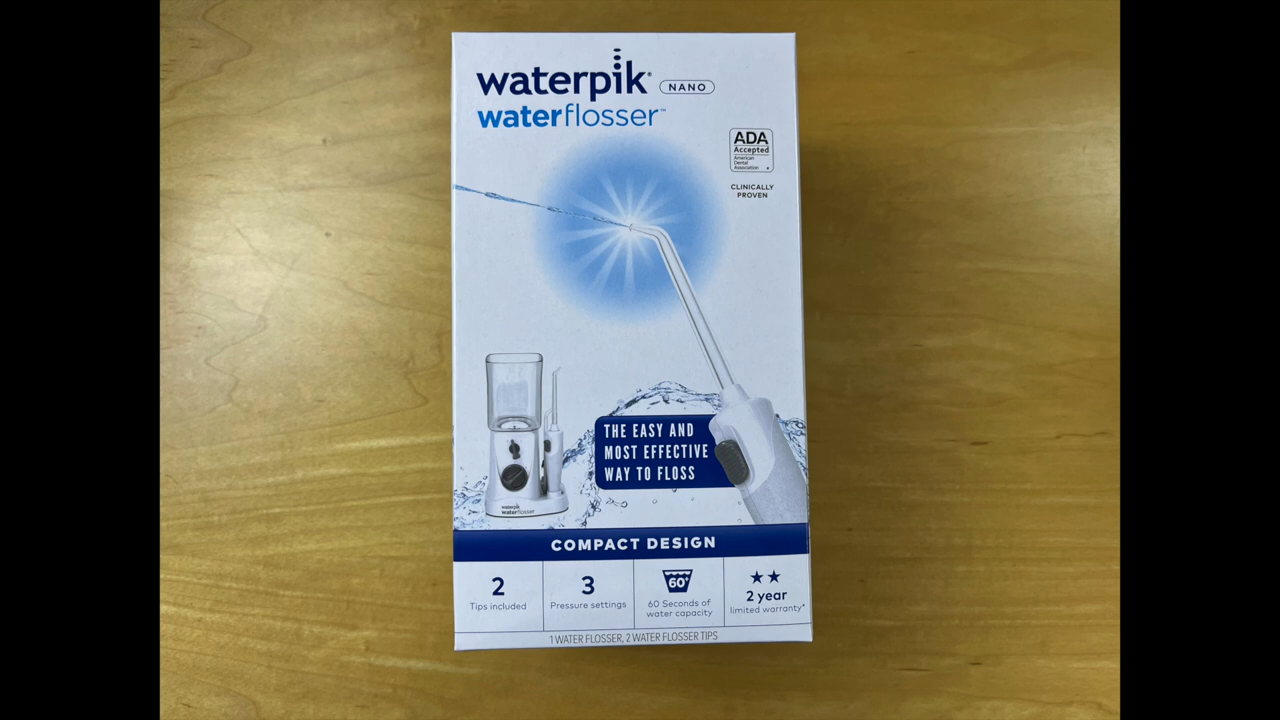 waterpik® NANO
waterflosser™
ADA
Accepted
American
Dental
Association
CLINICALLY
PROVEN
THE EASY AND
MOST EFFECTIVE
WAY TO FLOSS
waterpik
waterflosser
COMPACT DESIGN
2
Tips included
3
Pressure settings
60"
60 Seconds of
water capacity
2 year
limited warranty*
1 WATER FLOSSER, 2 WATER FLOSSER TIPS